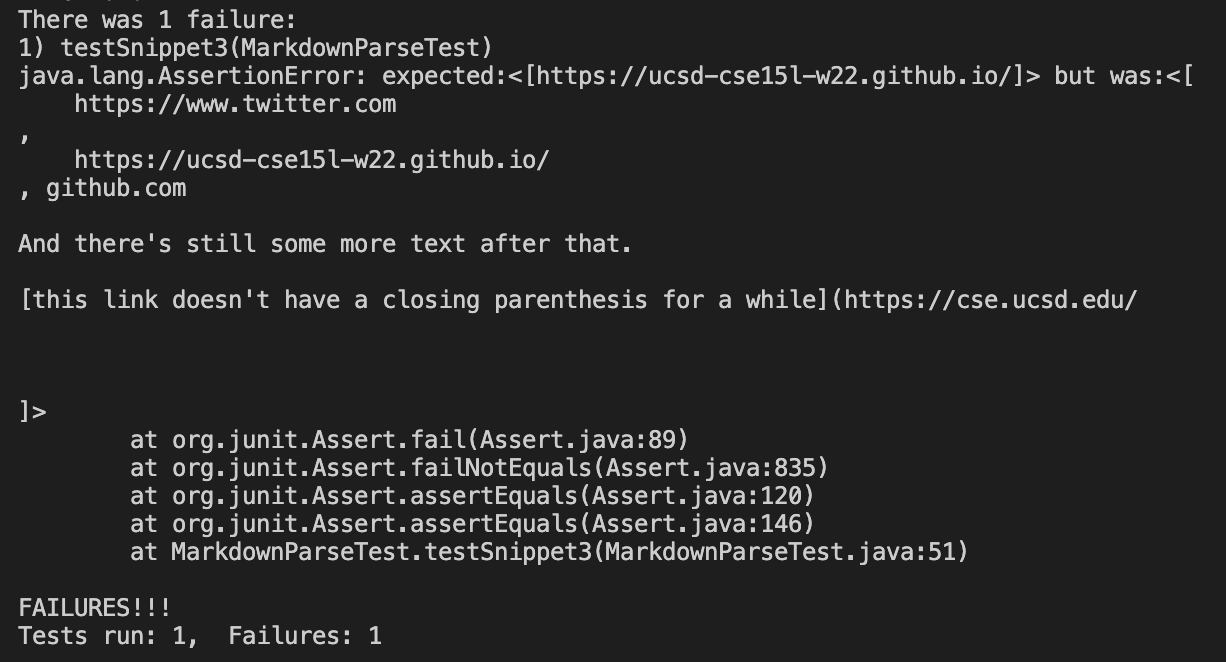 There was 1 failure:
1) testSnippet3(MarkdownParseTest)
java.lang.AssertionError: expected:<[https://ucsd-cse15l-w22.github.io/]> but was:<[
    https://www.twitter.com
,
    https://ucsd-cse15l-w22.github.io/
, github.com

And there's still some more text after that.

[this link doesn't have a closing parenthesis for a while](https://cse.ucsd.edu/



]>
        at org.junit.Assert.fail(Assert.java:89)
        at org.junit.Assert.failNotEquals(Assert.java:835)
        at org.junit.Assert.assertEquals(Assert.java:120)
        at org.junit.Assert.assertEquals(Assert.java:146)
        at MarkdownParseTest.testSnippet3(MarkdownParseTest.java:51)

FAILURES!!!
Tests run: 1,  Failures: 1